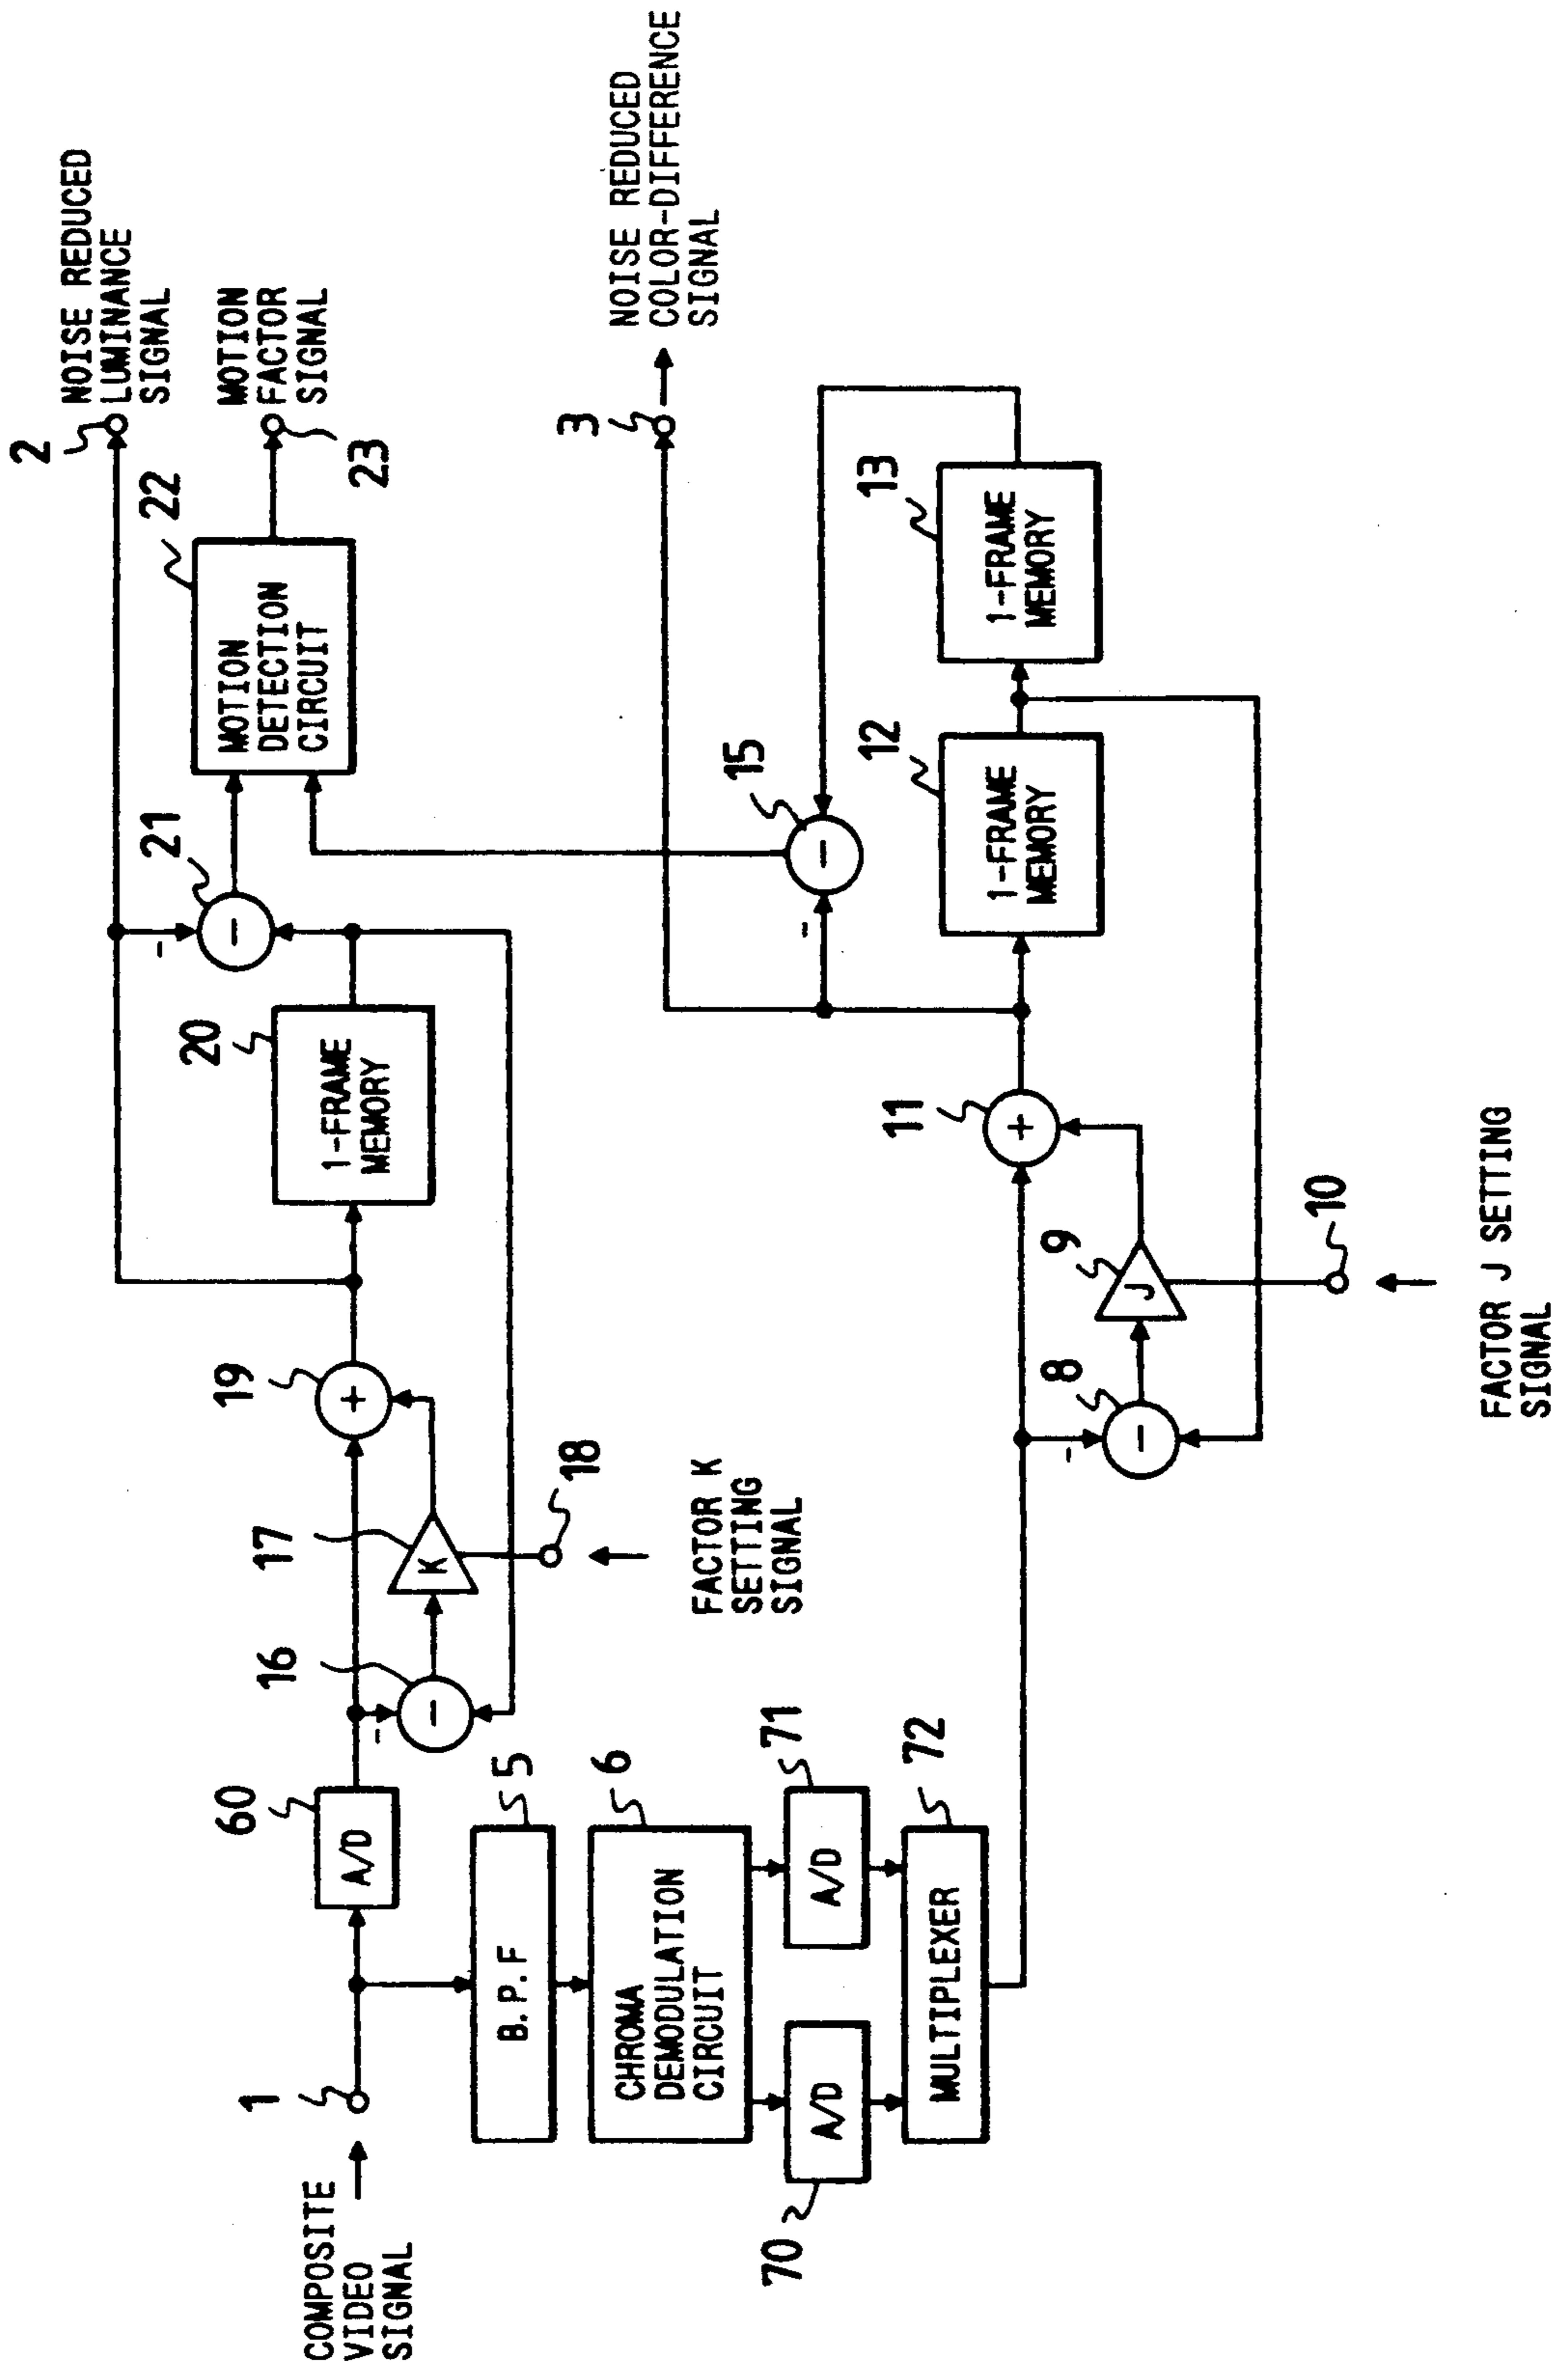 COMPOSITE
VIDEO
SIGNAL
1
60
A/D
16
-
-
17
K
18
FACTOR K
SETTING
SIGNAL
19
+
20
1-FRAME
MEMORY
21
-
-
22
MOTION
DETECTION
CIRCUIT
2
NOISE REDUCED
LUMINANCE
SIGNAL
23
MOTION
FACTOR
SIGNAL
5
B.P.F
6
CHROMA
DEMODULATION
CIRCUIT
70
A/D
71
A/D
72
MULTIPLEXER
8
-
-
9
J
10
FACTOR J SETTING
SIGNAL
11
+
12
1-FRAME
MEMORY
13
1-FRAME
MEMORY
15
-
-
3
NOISE REDUCED
COLOR-DIFFERENCE
SIGNAL